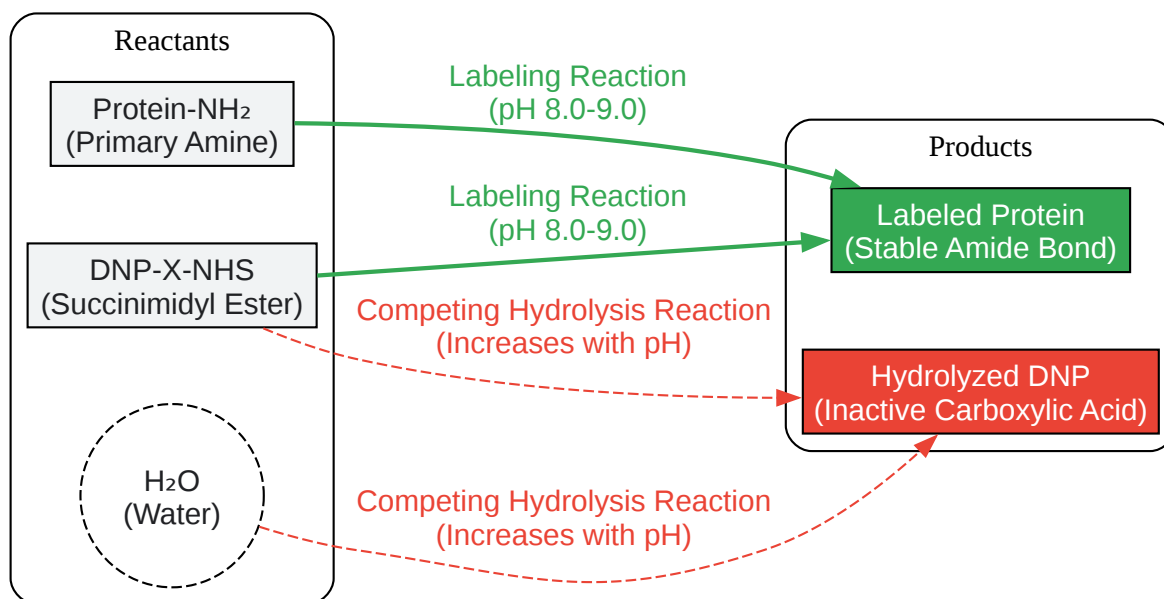 Reactants
Protein-NH₂
(Primary Amine)
DNP-X-NHS
(Succinimidyl Ester)
H₂O
(Water)
Labeling Reaction
(pH 8.0-9.0)
Labeling Reaction
(pH 8.0-9.0)
Competing Hydrolysis Reaction
(Increases with pH)
Competing Hydrolysis Reaction
(Increases with pH)
Products
Labeled Protein
(Stable Amide Bond)
Hydrolyzed DNP
(Inactive Carboxylic Acid)